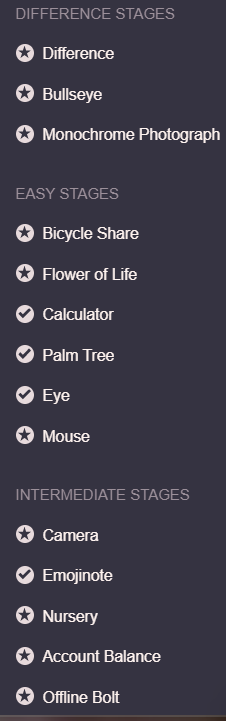 DIFFERENCE STAGES
Difference
Bullseye
Monochrome Photograph
EASY STAGES
Bicycle Share
Flower of Life
Calculator
Palm Tree
Eye
Mouse
INTERMEDIATE STAGES
Camera
Emojinote
Nursery
Account Balance
Offline Bolt